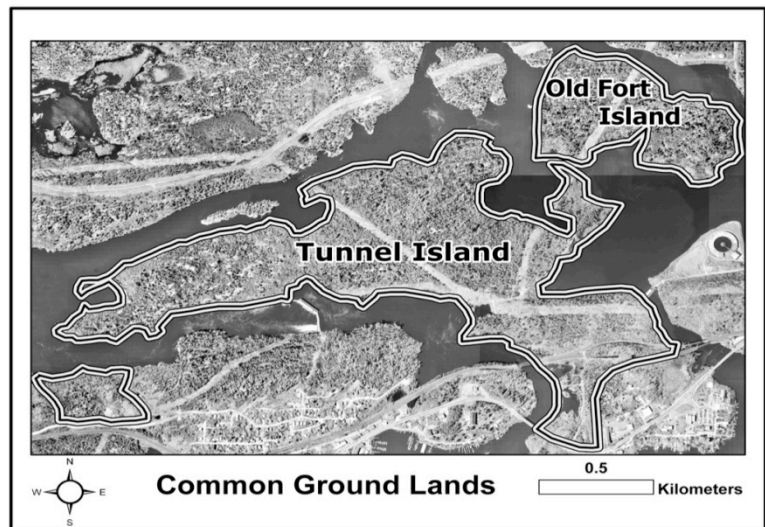 Old Fort
Island
Tunnel Island
N
W E
S
Common Ground Lands
0.5
Kilometers